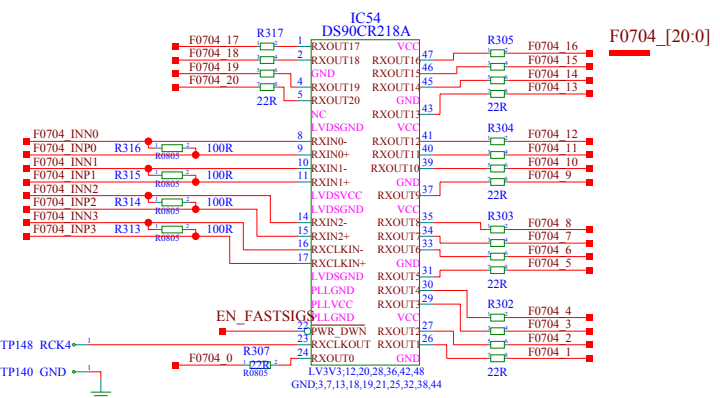 IC54
DS90CR218A
F0704_[20:0]
F0704_17 R317 1 RXOUT17 VCC R305
F0704_18 2 RXOUT18 RXOUT16 47 F0704_16
F0704_19 GND RXOUT15 46 F0704_15
F0704_20 4 RXOUT19 RXOUT14 45 F0704_14
22R 5 RXOUT20 GND F0704_13
NC RXOUT13 43 22R
LVDSGND VCC R304
F0704_INN0 8 RXIN0- RXOUT12 41 F0704_12
F0704_INP0 R316 R0805 100R 9 RXIN0+ RXOUT11 40 F0704_11
F0704_INN1 10 RXIN1- RXOUT10 39 F0704_10
F0704_INP1 R315 R0805 100R 11 RXIN1+ GND F0704_9
F0704_INN2 LVDSVCC RXOUT9 37 22R
F0704_INP2 R314 R0805 100R LVDSGND VCC R303
F0704_INN3 14 RXIN2- RXOUT8 35 F0704_8
F0704_INP3 R313 R0805 100R 15 RXIN2+ RXOUT7 34 F0704_7
16 RXCLKIN- RXOUT6 33 F0704_6
17 RXCLKIN+ GND F0704_5
LVDSGND RXOUT5 31 22R
PLLGND RXOUT4 30
PLLVCC RXOUT3 29 R302
EN_FASTSIGS PLLGND VCC F0704_4
22 PWR_DWN RXOUT2 27 F0704_3
TP148 RCK4 1 23 RXCLKOUT RXOUT1 26 F0704_2
F0704_0 R307 22R R0805 24 RXOUT0 GND F0704_1
22R
TP140 GND 1
LV3V3;12,20,28,36,42,48
GND;3,7,13,18,19,21,25,32,38,44